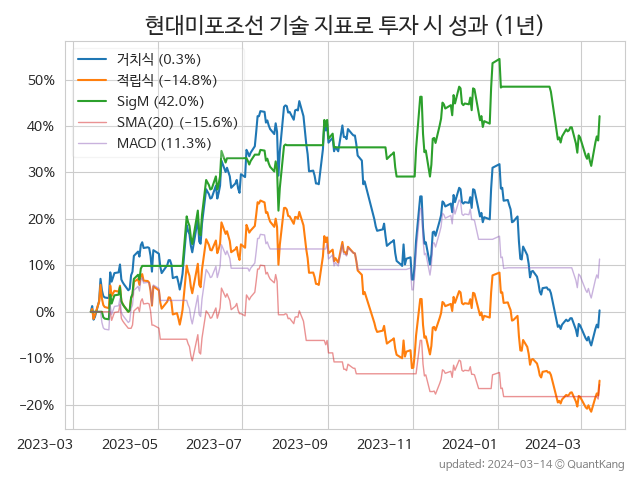 현대미포조선 기술 지표로 투자 시 성과 (1년)
거치식 (0.3%)
적립식 (−14.8%)
SigM (42.0%)
SMA(20) (−15.6%)
MACD (11.3%)
50%
40%
30%
20%
10%
0%
−10%
−20%
2023-03 2023-05 2023-07 2023-09 2023-11 2024-01 2024-03
updated: 2024-03-14 ⓒ QuantKang